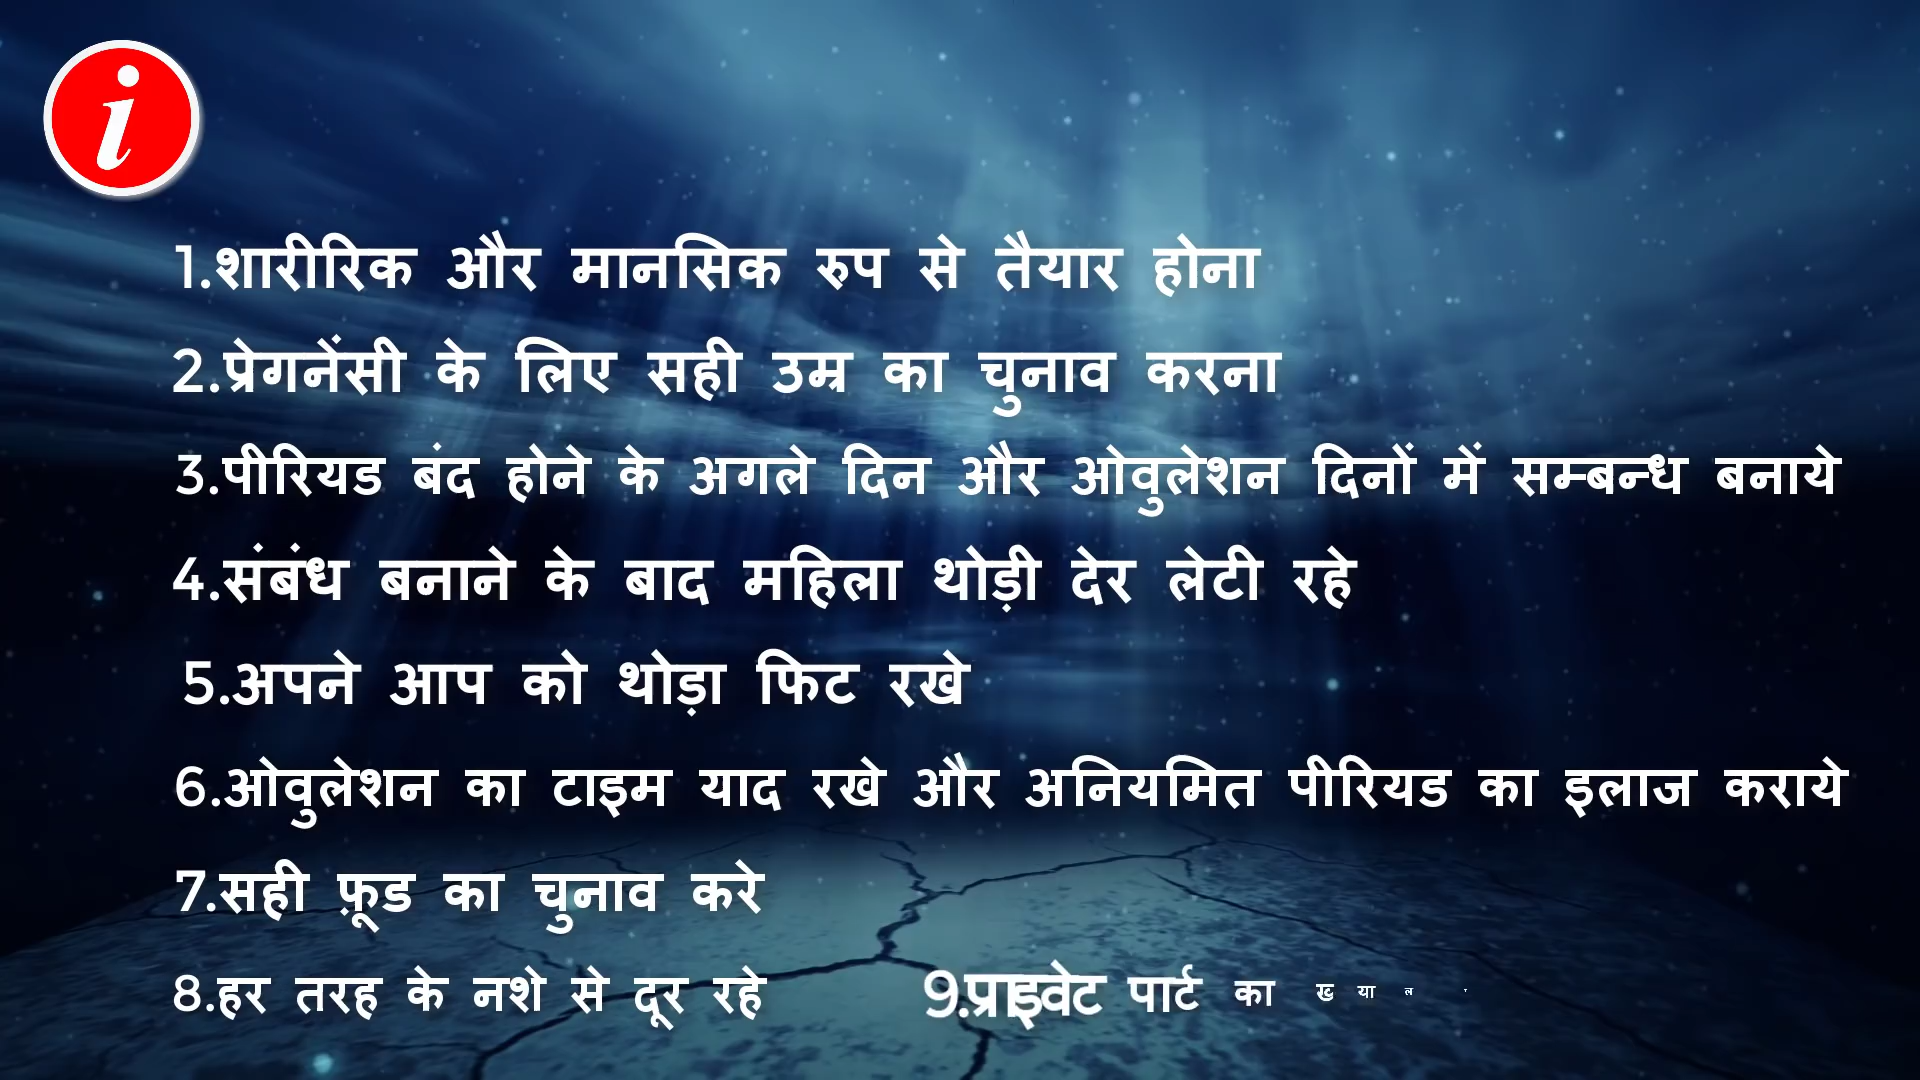 i
1.शारीरिक और मानसिक रुप से तैयार होना
2.प्रेगनेंसी के लिए सही उम्र का चुनाव करना
3.पीरियड बंद होने के अगले दिन और ओवुलेशन दिनों में सम्बन्ध बनाये
4.संबंध बनाने के बाद महिला थोड़ी देर लेटी रहे
5.अपने आप को थोड़ा फिट रखे
6.ओवुलेशन का टाइम याद रखे और अनियमित पीरियड का इलाज कराये
7.सही फ़ूड का चुनाव करे
8.हर तरह के नशे से दूर रहे 9.प्राइवेट पार्ट का ख्याल